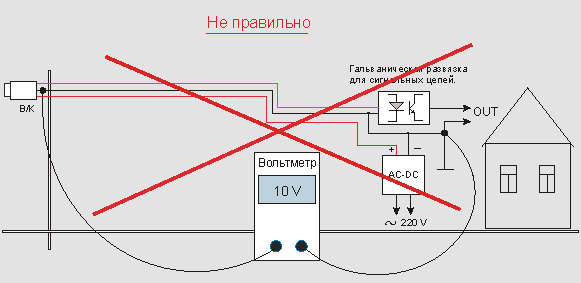 Не правильно
Гальваническая развязка
для сигнальных цепей.
В/К
OUT
+ −
Вольтметр
10 V
AC-DC
~ 220 V